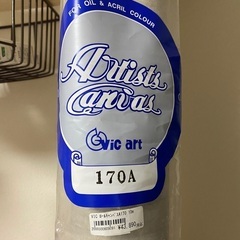 FOR OIL & ACRIL COLOUR
Artists
Canvas
Vic art
170A